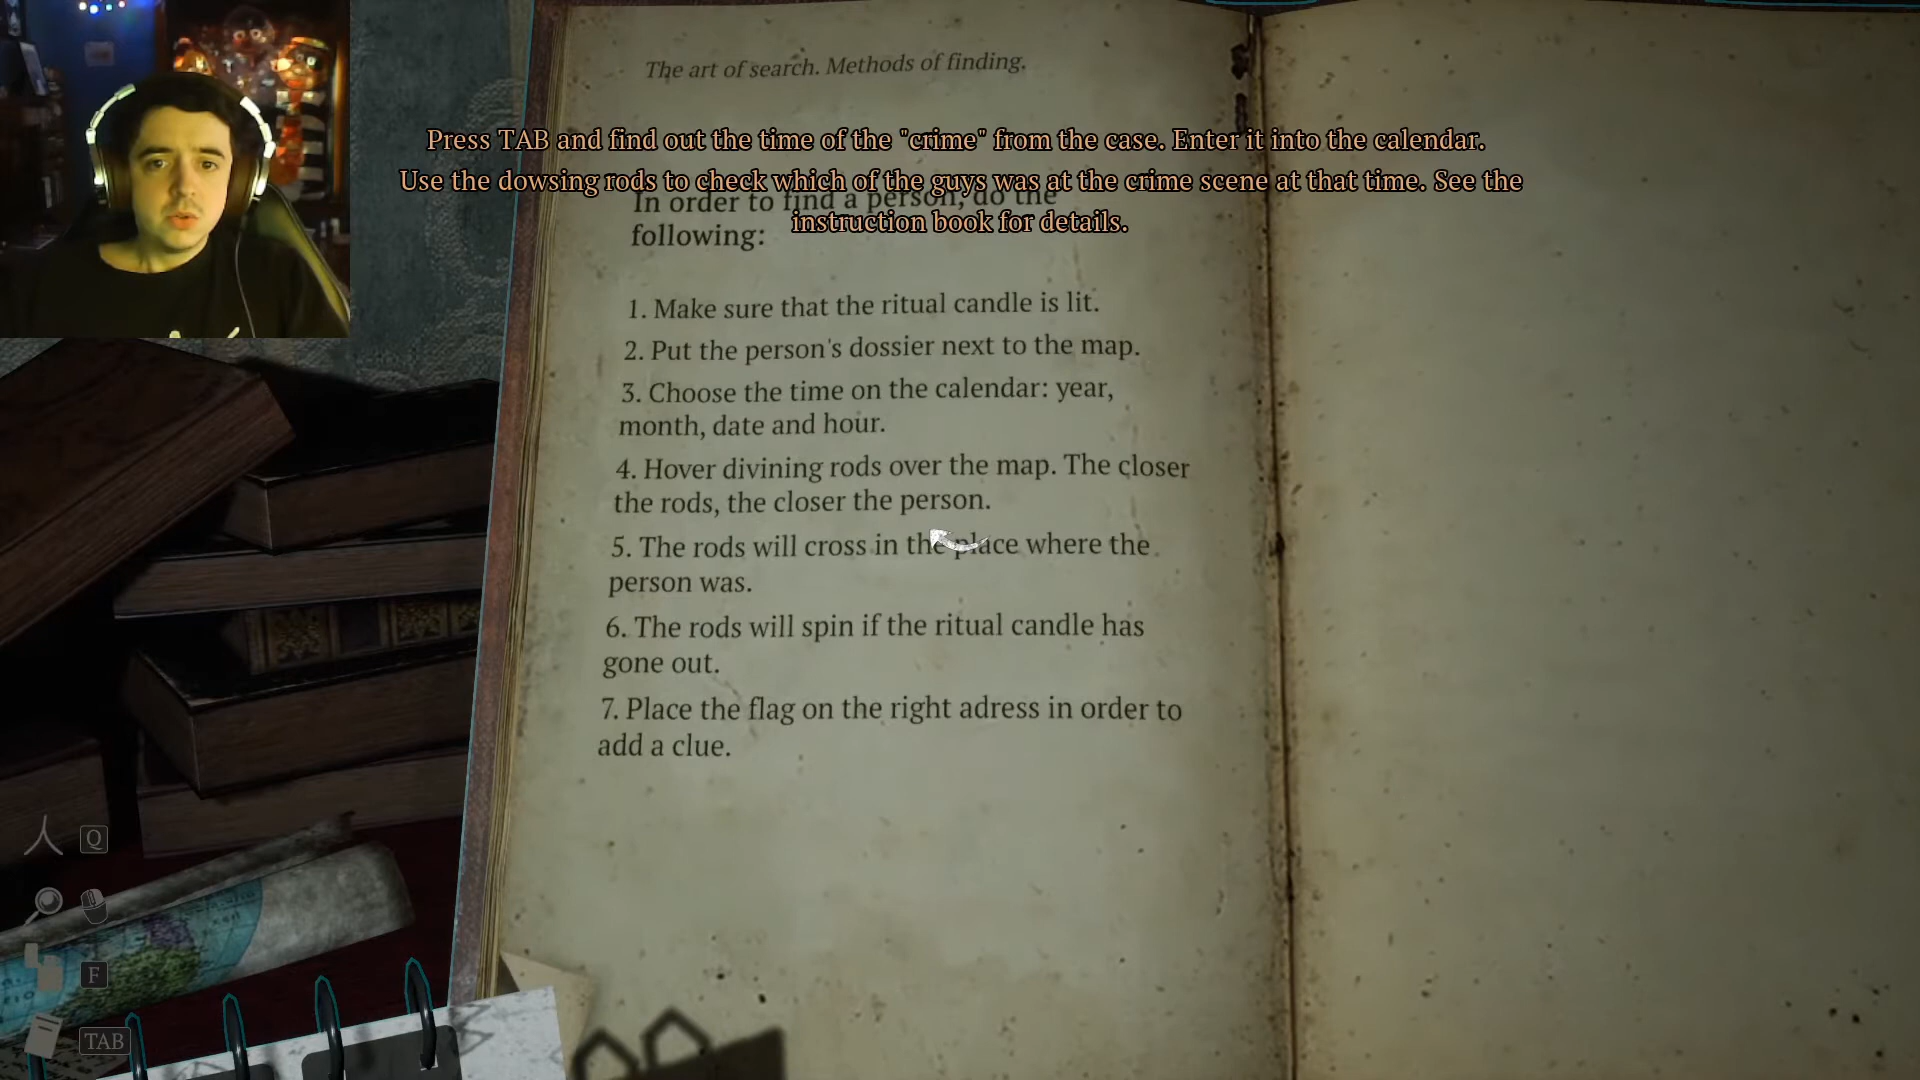 The art of search. Methods of finding.
Press TAB and find out the time of the "crime" from the case. Enter it into the calendar.
Use the dowsing rods to check which of the guys was at the crime scene at that time. See the
instruction book for details.
In order to find a person, do the
following:
1. Make sure that the ritual candle is lit.
2. Put the person's dossier next to the map.
3. Choose the time on the calendar: year,
month, date and hour.
4. Hover divining rods over the map. The closer
the rods, the closer the person.
5. The rods will cross in the place where the
person was.
6. The rods will spin if the ritual candle has
gone out.
7. Place the flag on the right adress in order to
add a clue.
Q
F
TAB